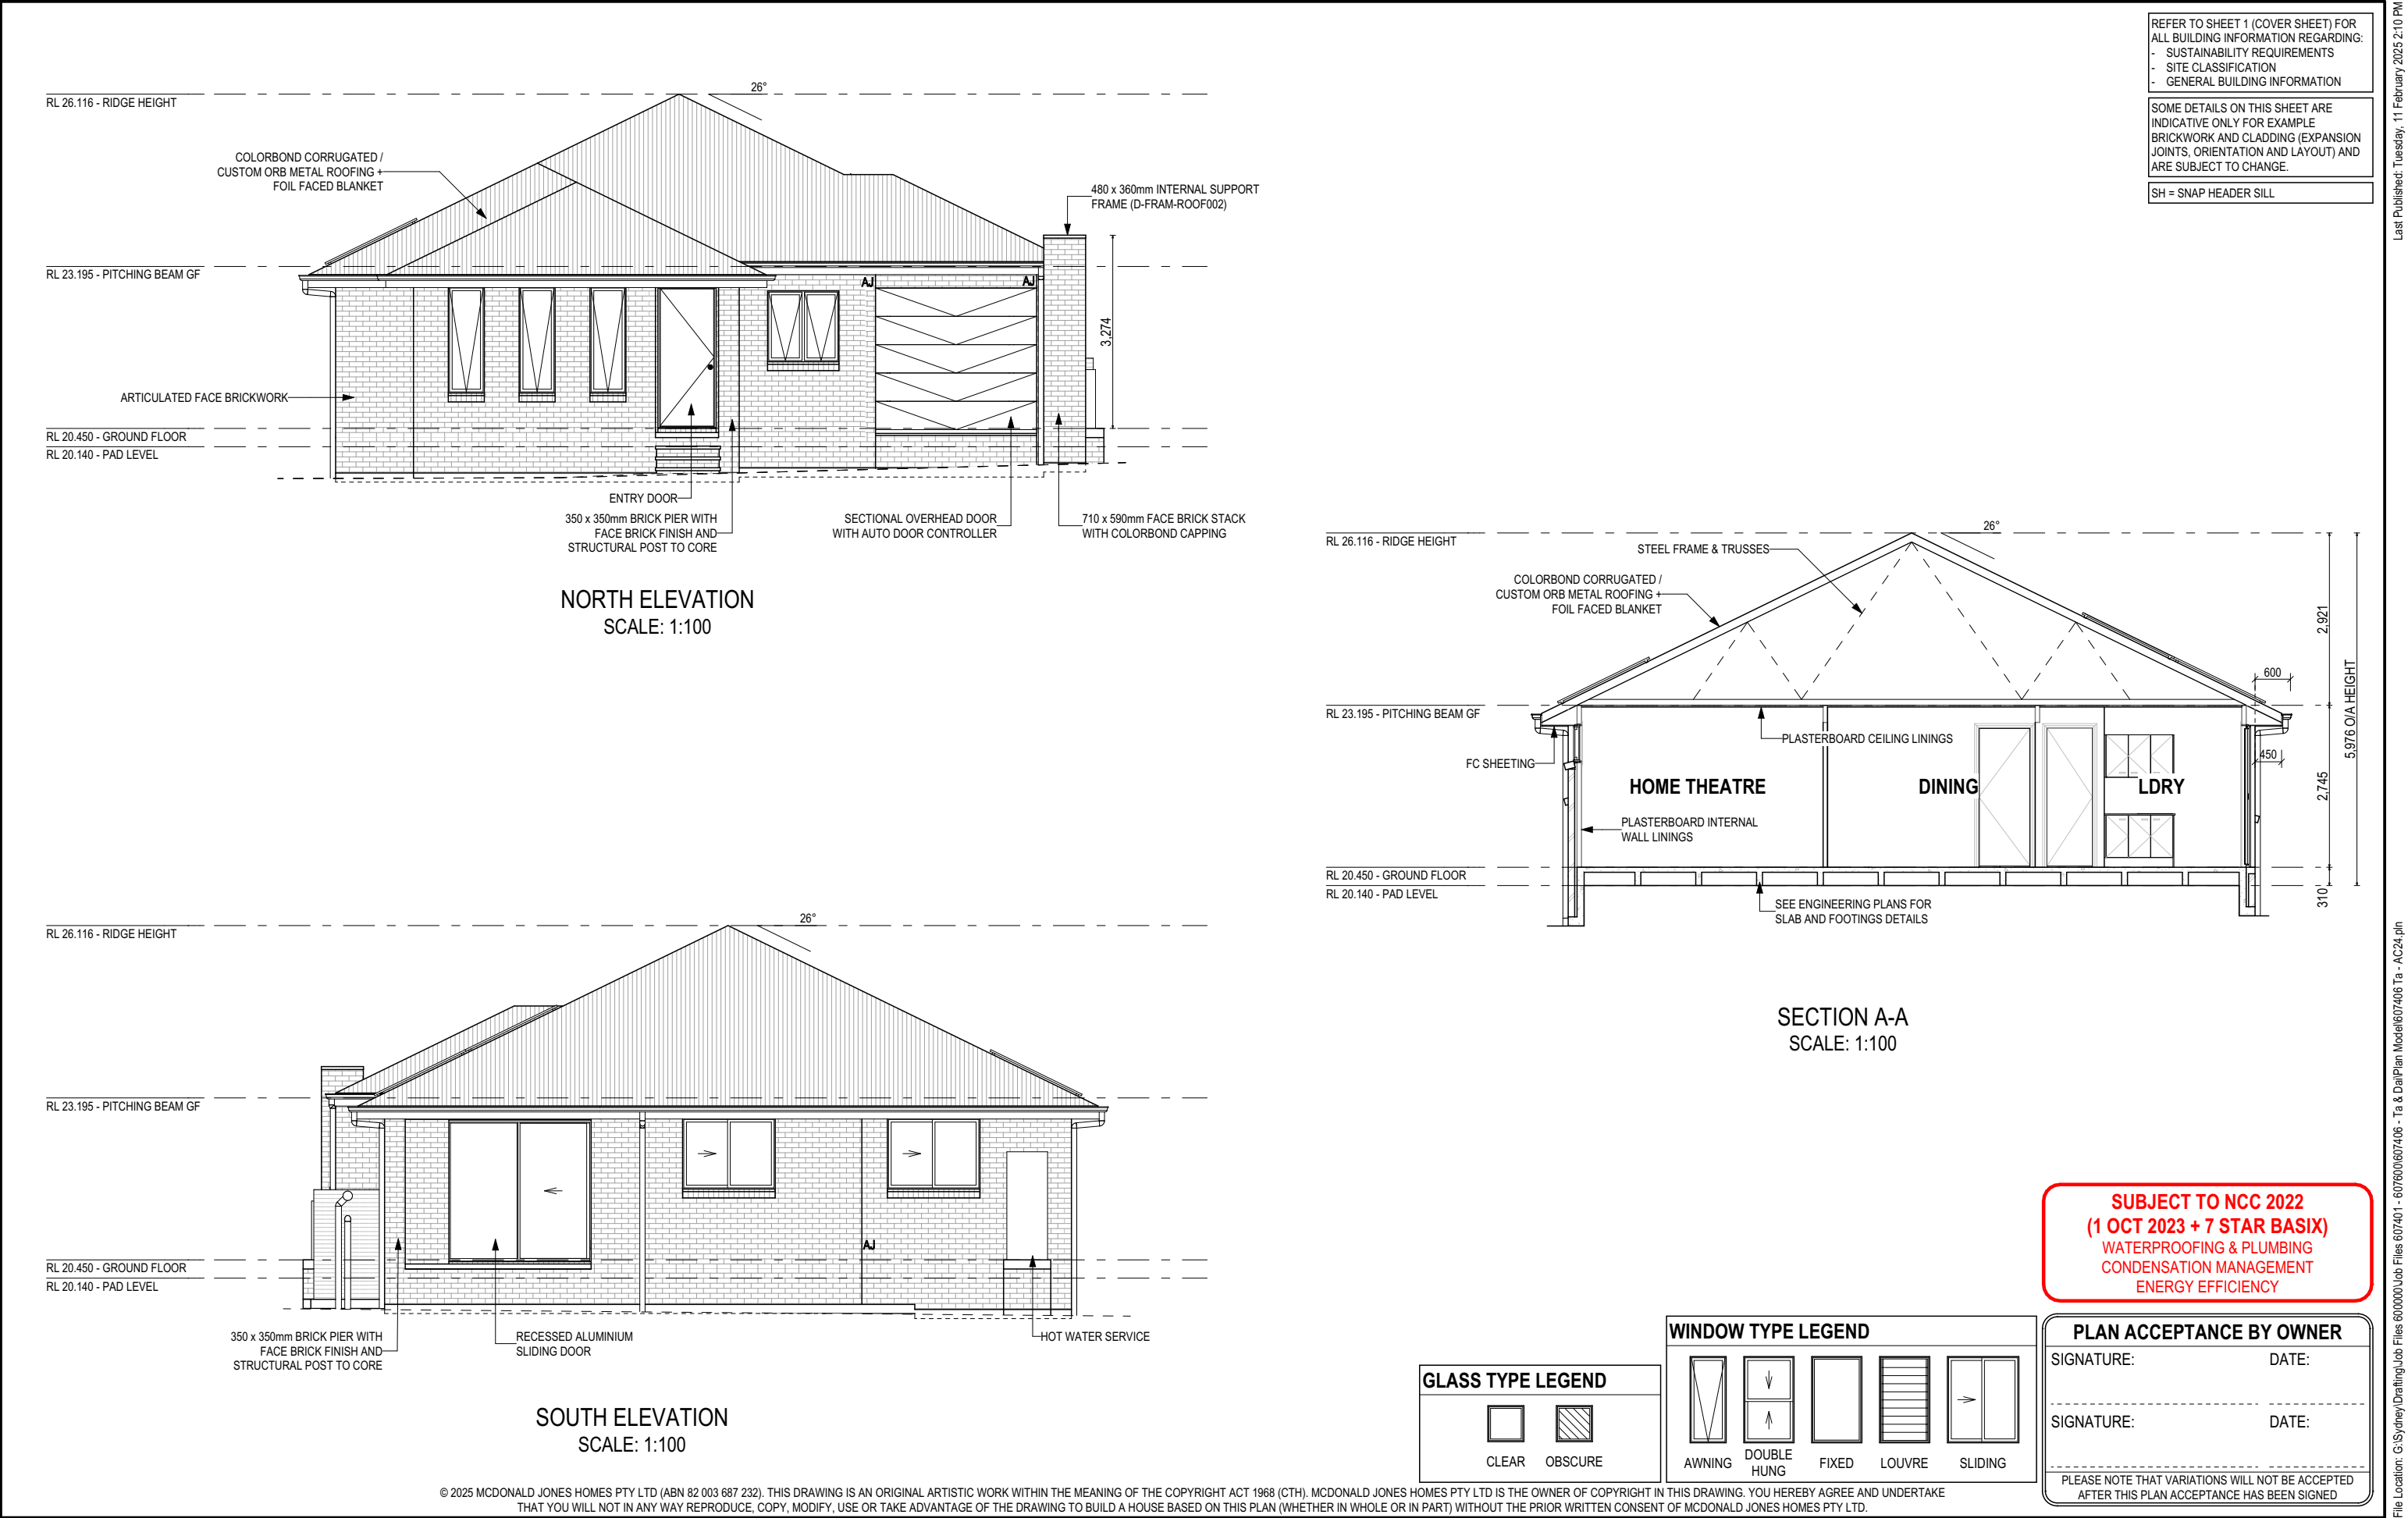 REFER TO SHEET 1 (COVER SHEET) FOR
ALL BUILDING INFORMATION REGARDING:
- SUSTAINABILITY REQUIREMENTS
- SITE CLASSIFICATION
- GENERAL BUILDING INFORMATION
SOME DETAILS ON THIS SHEET ARE
INDICATIVE ONLY FOR EXAMPLE
BRICKWORK AND CLADDING (EXPANSION
JOINTS, ORIENTATION AND LAYOUT) AND
ARE SUBJECT TO CHANGE.
SH = SNAP HEADER SILL
Last Published: Tuesday, 11 February 2025 2:10 PM
26°
RL 26.116 - RIDGE HEIGHT
COLORBOND CORRUGATED /
CUSTOM ORB METAL ROOFING +
FOIL FACED BLANKET
480 x 360mm INTERNAL SUPPORT
FRAME (D-FRAM-ROOF002)
RL 23.195 - PITCHING BEAM GF
AJ
AJ
3,274
ARTICULATED FACE BRICKWORK
RL 20.450 - GROUND FLOOR
RL 20.140 - PAD LEVEL
ENTRY DOOR
350 x 350mm BRICK PIER WITH
FACE BRICK FINISH AND
STRUCTURAL POST TO CORE
SECTIONAL OVERHEAD DOOR
WITH AUTO DOOR CONTROLLER
710 x 590mm FACE BRICK STACK
WITH COLORBOND CAPPING
NORTH ELEVATION
SCALE: 1:100
26°
RL 26.116 - RIDGE HEIGHT
STEEL FRAME & TRUSSES
COLORBOND CORRUGATED /
CUSTOM ORB METAL ROOFING +
FOIL FACED BLANKET
2,921
600
5,976 O/A HEIGHT
RL 23.195 - PITCHING BEAM GF
PLASTERBOARD CEILING LININGS
FC SHEETING
450
HOME THEATRE
DINING
LDRY
2,745
PLASTERBOARD INTERNAL
WALL LININGS
RL 20.450 - GROUND FLOOR
RL 20.140 - PAD LEVEL
310
SEE ENGINEERING PLANS FOR
SLAB AND FOOTINGS DETAILS
SECTION A-A
SCALE: 1:100
26°
RL 26.116 - RIDGE HEIGHT
RL 23.195 - PITCHING BEAM GF
AJ
RL 20.450 - GROUND FLOOR
RL 20.140 - PAD LEVEL
350 x 350mm BRICK PIER WITH
FACE BRICK FINISH AND
STRUCTURAL POST TO CORE
RECESSED ALUMINIUM
SLIDING DOOR
HOT WATER SERVICE
SOUTH ELEVATION
SCALE: 1:100
SUBJECT TO NCC 2022
(1 OCT 2023 + 7 STAR BASIX)
WATERPROOFING & PLUMBING
CONDENSATION MANAGEMENT
ENERGY EFFICIENCY
GLASS TYPE LEGEND
CLEAR
OBSCURE
WINDOW TYPE LEGEND
AWNING
DOUBLE
HUNG
FIXED
LOUVRE
SLIDING
PLAN ACCEPTANCE BY OWNER
SIGNATURE: DATE:
SIGNATURE: DATE:
PLEASE NOTE THAT VARIATIONS WILL NOT BE ACCEPTED
AFTER THIS PLAN ACCEPTANCE HAS BEEN SIGNED
© 2025 MCDONALD JONES HOMES PTY LTD (ABN 82 003 687 232). THIS DRAWING IS AN ORIGINAL ARTISTIC WORK WITHIN THE MEANING OF THE COPYRIGHT ACT 1968 (CTH). MCDONALD JONES HOMES PTY LTD IS THE OWNER OF COPYRIGHT IN THIS DRAWING. YOU HEREBY AGREE AND UNDERTAKE
THAT YOU WILL NOT IN ANY WAY REPRODUCE, COPY, MODIFY, USE OR TAKE ADVANTAGE OF THE DRAWING TO BUILD A HOUSE BASED ON THIS PLAN (WHETHER IN WHOLE OR IN PART) WITHOUT THE PRIOR WRITTEN CONSENT OF MCDONALD JONES HOMES PTY LTD.
File Location: G:\Sydney\Drafting\Job Files 600000\Job Files 607401 - 607600\607406 - Ta & Dai\Plan Model\607406 Ta - AC24.pln